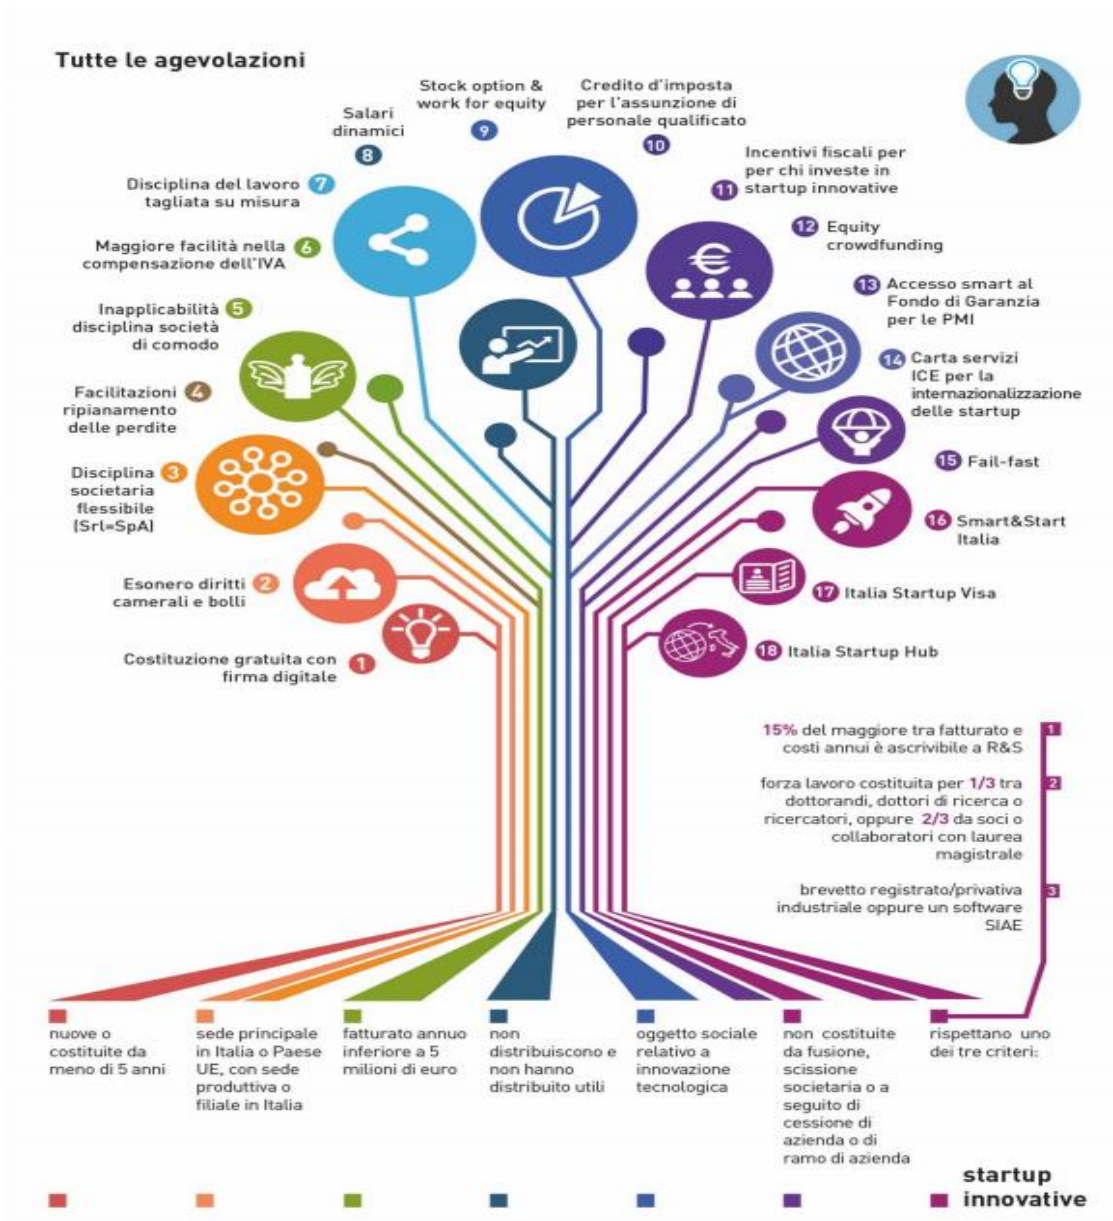 Tutte le agevolazioni
Stock option &
work for equity
9
Credito d'imposta
per l'assunzione di
personale qualificato
10
Salari
dinamici
8
Incentivi fiscali per
per chi investe in
11 startup innovative
Disciplina del lavoro 7
tagliata su misura
12 Equity
crowdfunding
Maggiore facilità nella 6
compensazione dell'IVA
13 Accesso smart al
Fondo di Garanzia
per le PMI
Inapplicabilità 5
disciplina società
di comodo
14 Carta servizi
ICE per la
internazionalizzazione
delle startup
Facilitazioni 4
ripianamento
delle perdite
15 Fail-fast
Disciplina 3
societaria
flessibile
(Srl=SpA)
16 Smart&Start
Italia
Esonero diritti 2
camerali e bolli
17 Italia Startup Visa
Costituzione gratuita con 1
firma digitale
18 Italia Startup Hub
€
15% del maggiore tra fatturato e 1
costi annui è ascrivibile a R&S
forza lavoro costituita per 1/3 tra 2
dottorandi, dottori di ricerca o
ricercatori, oppure 2/3 da soci o
collaboratori con laurea
magistrale
brevetto registrato/privativa 3
industriale oppure un software
SIAE
nuove o
costituite da
meno di 5 anni
sede principale
in Italia o Paese
UE, con sede
produttiva o
filiale in Italia
fatturato annuo
inferiore a 5
milioni di euro
non
distribuiscono e
non hanno
distribuito utili
oggetto sociale
relativo a
innovazione
tecnologica
non costituite
da fusione,
scissione
societaria o a
seguito di
cessione di
azienda o di
ramo di azienda
rispettano uno
dei tre criteri:
startup
innovative